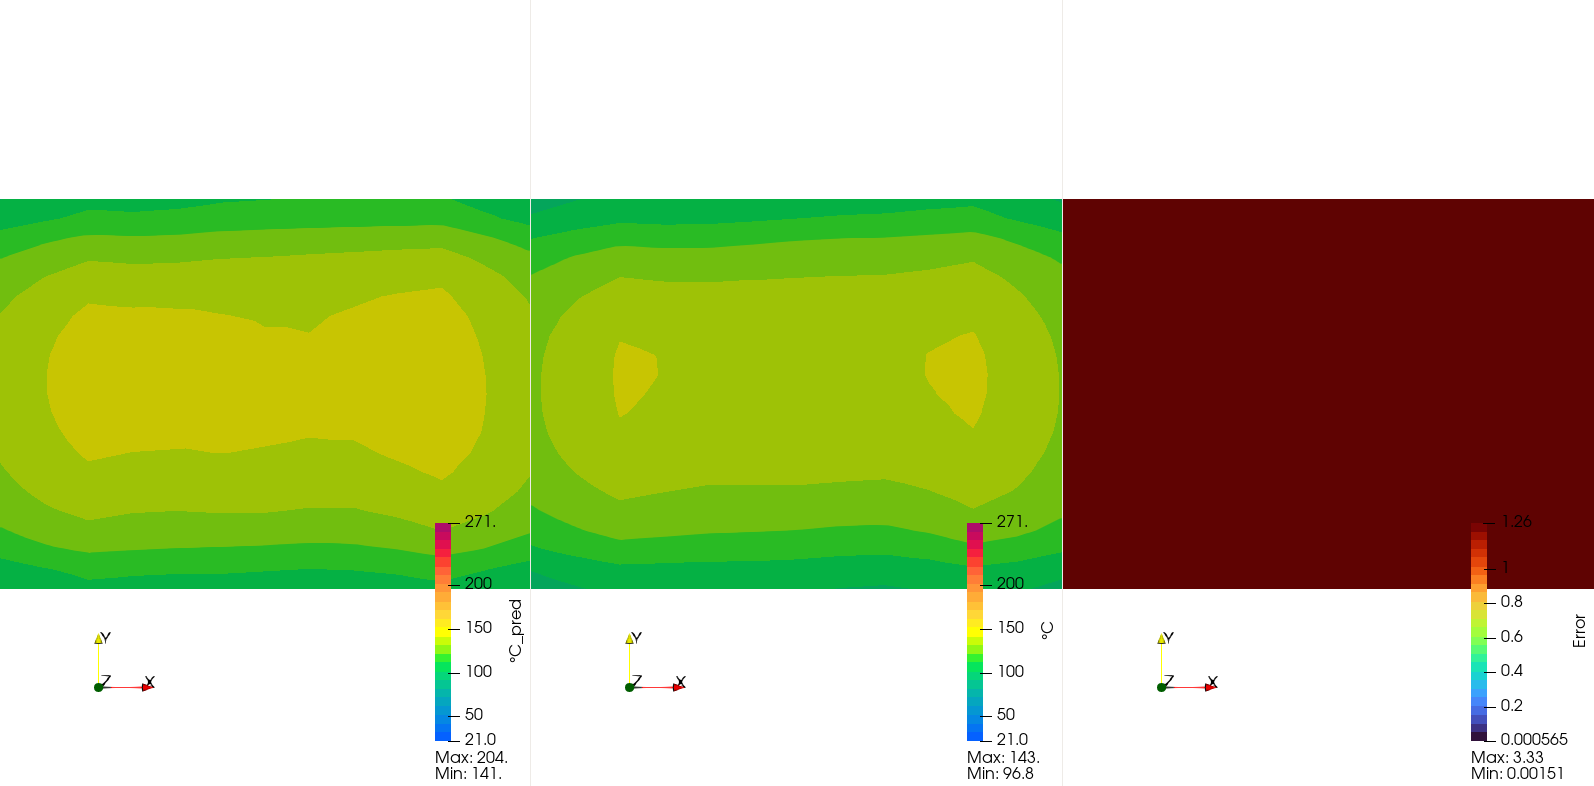 271.
200
150
100
50
21.0
°C_pred
Max: 204.
Min: 141.
Y
Z
X
271.
200
150
100
50
21.0
°C
Max: 143.
Min: 96.8
Y
Z
X
1.26
1
0.8
0.6
0.4
0.2
0.000565
Error
Max: 3.33
Min: 0.00151
Y
Z
X